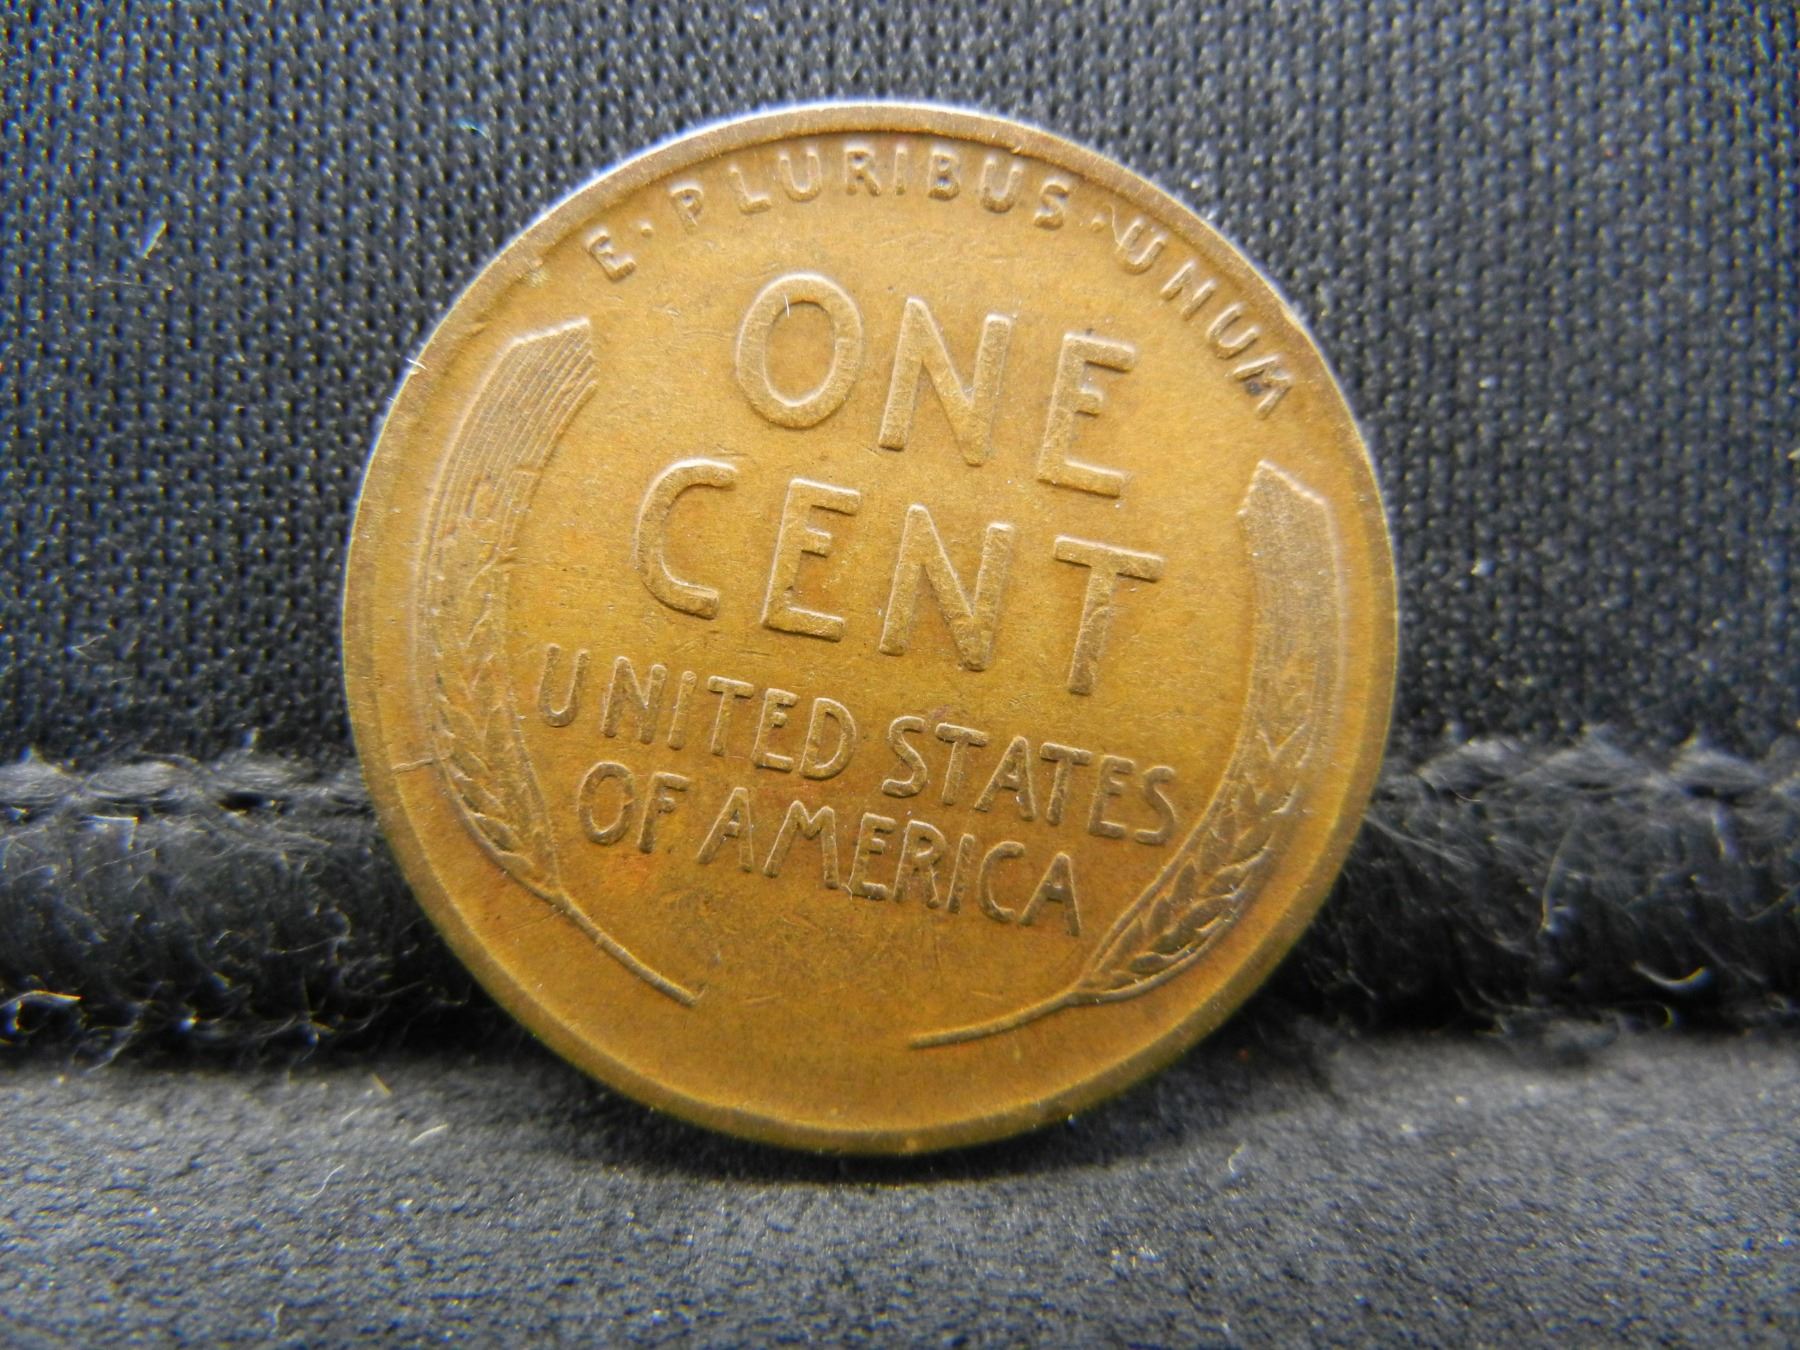 E·PLURIBUS·UNUM
ONE
CENT
UNITED STATES
OF AMERICA